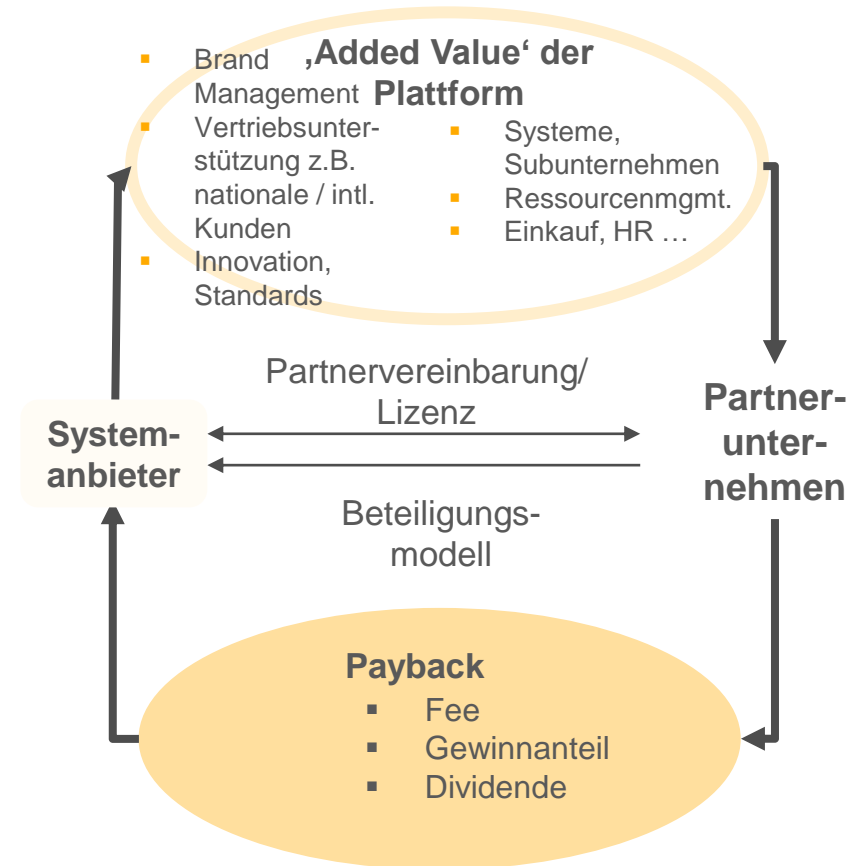 ‚Added Value‘ der
Plattform
▪ Brand
Management
▪ Vertriebsunter-
stützung z.B.
nationale / intl.
Kunden
▪ Innovation,
Standards
▪ Systeme,
Subunternehmen
▪ Ressourcenmgmt.
▪ Einkauf, HR …
Partnervereinbarung/
Lizenz
System-
anbieter
Partner-
unter-
nehmen
Beteiligungs-
modell
Payback
▪ Fee
▪ Gewinnanteil
▪ Dividende